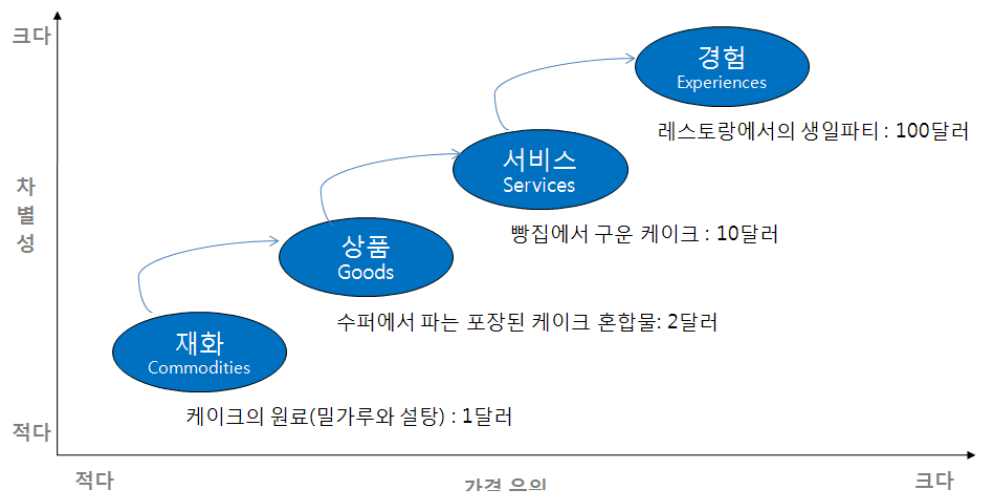 크다
경험
Experiences
레스토랑에서의 생일파티 : 100달러
서비스
Services
차
별
성
빵집에서 구운 케이크 : 10달러
상품
Goods
수퍼에서 파는 포장된 케이크 혼합물: 2달러
재화
Commodities
케이크의 원료(밀가루와 설탕) : 1달러
적다
적다
가격
크다